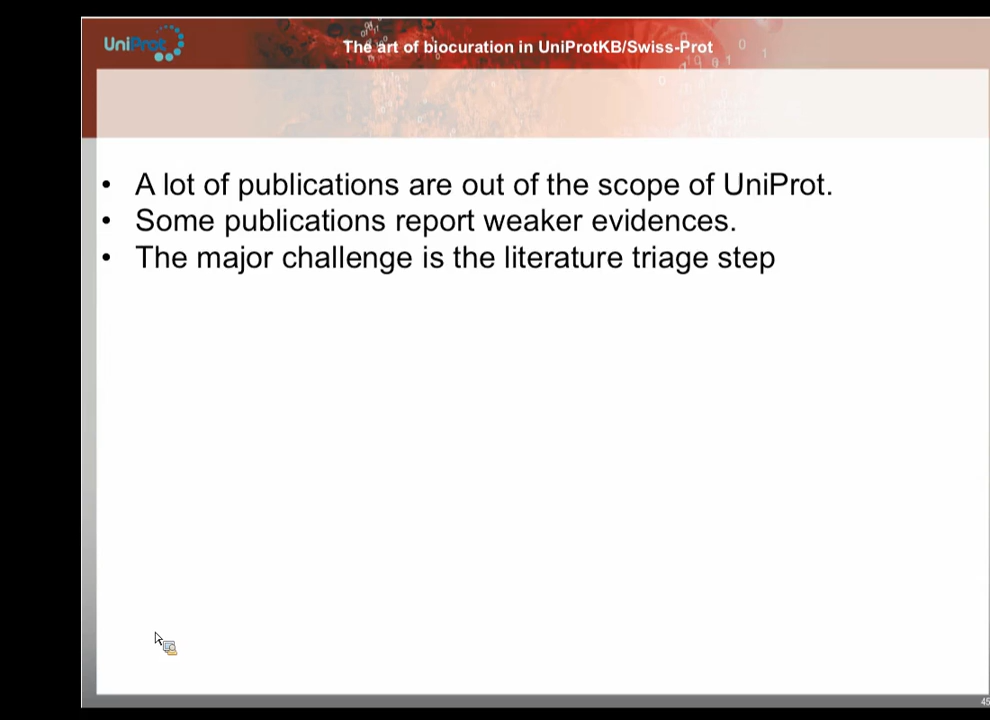 UniProt
The art of biocuration in UniProtKB/Swiss-Prot
• A lot of publications are out of the scope of UniProt.
• Some publications report weaker evidences.
• The major challenge is the literature triage step